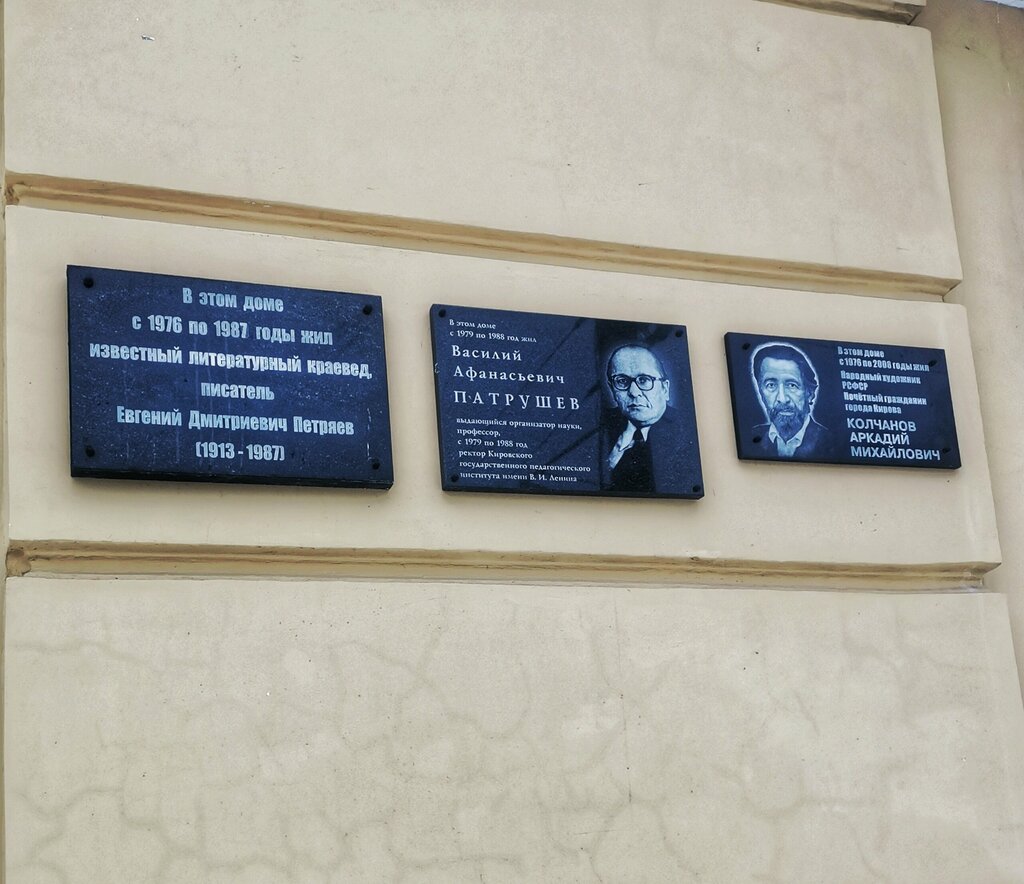 В этом доме
с 1976 по 1987 годы жил
известный литературный краевед,
писатель
Евгений Дмитриевич Петряев
(1913 - 1987)
В этом доме
с 1979 по 1988 год жил
Василий
Афанасьевич
ПАТРУШЕВ
выдающийся организатор науки,
профессор,
с 1979 по 1988 год
ректор Кировского
государственного педагогического
института имени В. И. Ленина
В этом доме
с 1976 по 2008 годы жил
Народный художник
РСФСР
Почётный гражданин
города Кирова
КОЛЧАНОВ
АРКАДИЙ
МИХАЙЛОВИЧ